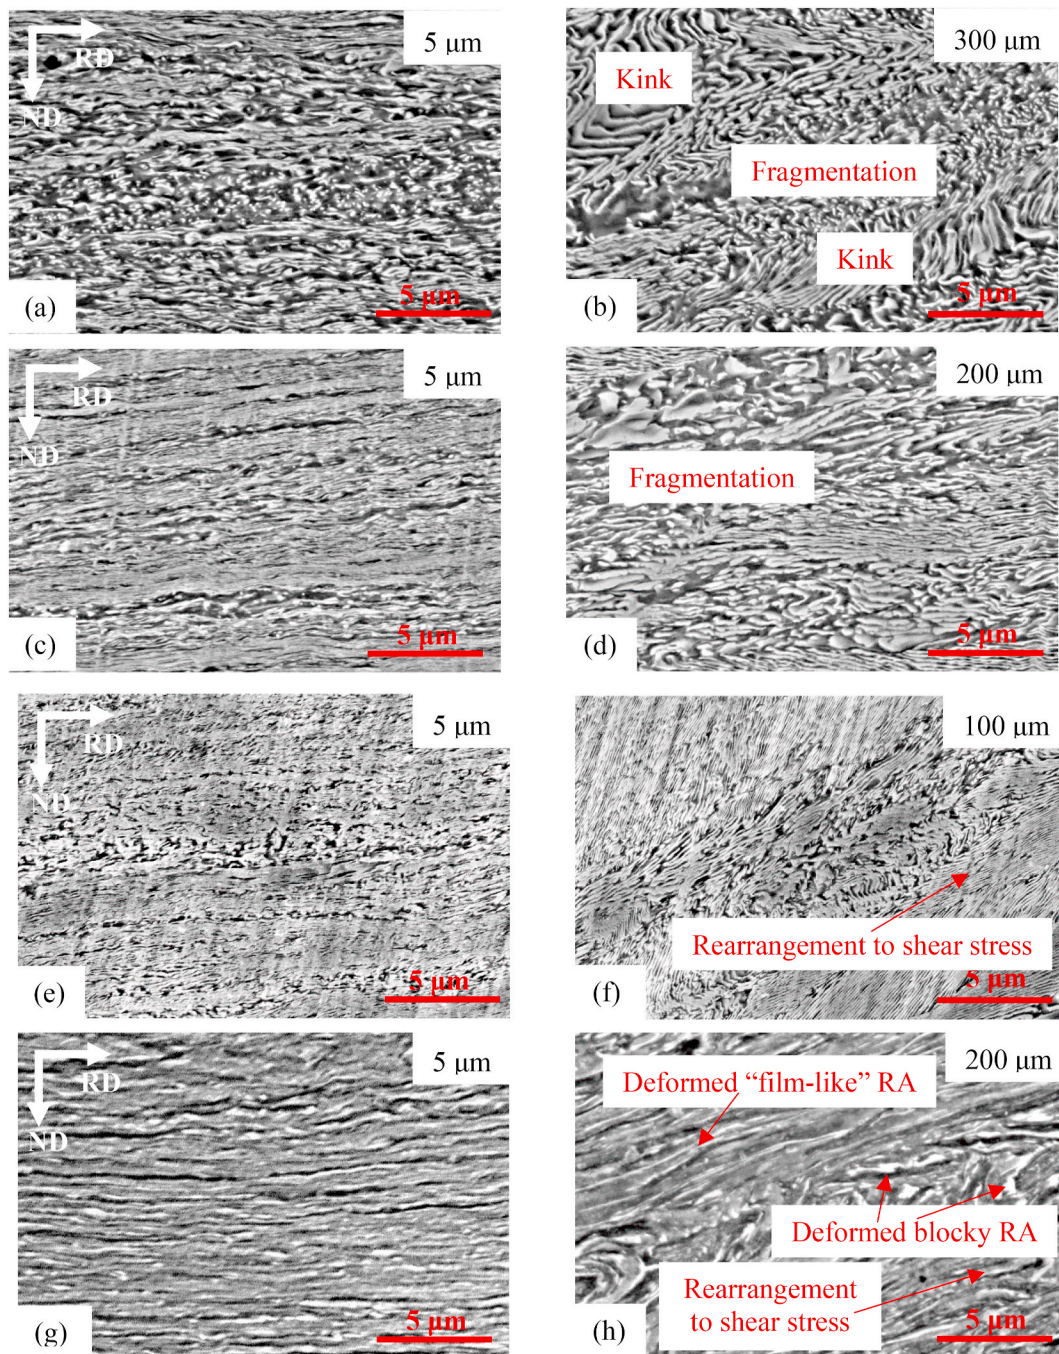 RD
ND
5 μm
5 μm
(a)
300 μm
Kink
Fragmentation
Kink
5 μm
(b)
RD
ND
5 μm
5 μm
(c)
200 μm
Fragmentation
5 μm
(d)
RD
ND
5 μm
5 μm
(e)
100 μm
Rearrangement to shear stress
5 μm
(f)
RD
ND
5 μm
5 μm
(g)
200 μm
Deformed “film-like” RA
Deformed blocky RA
Rearrangement
to shear stress
5 μm
(h)